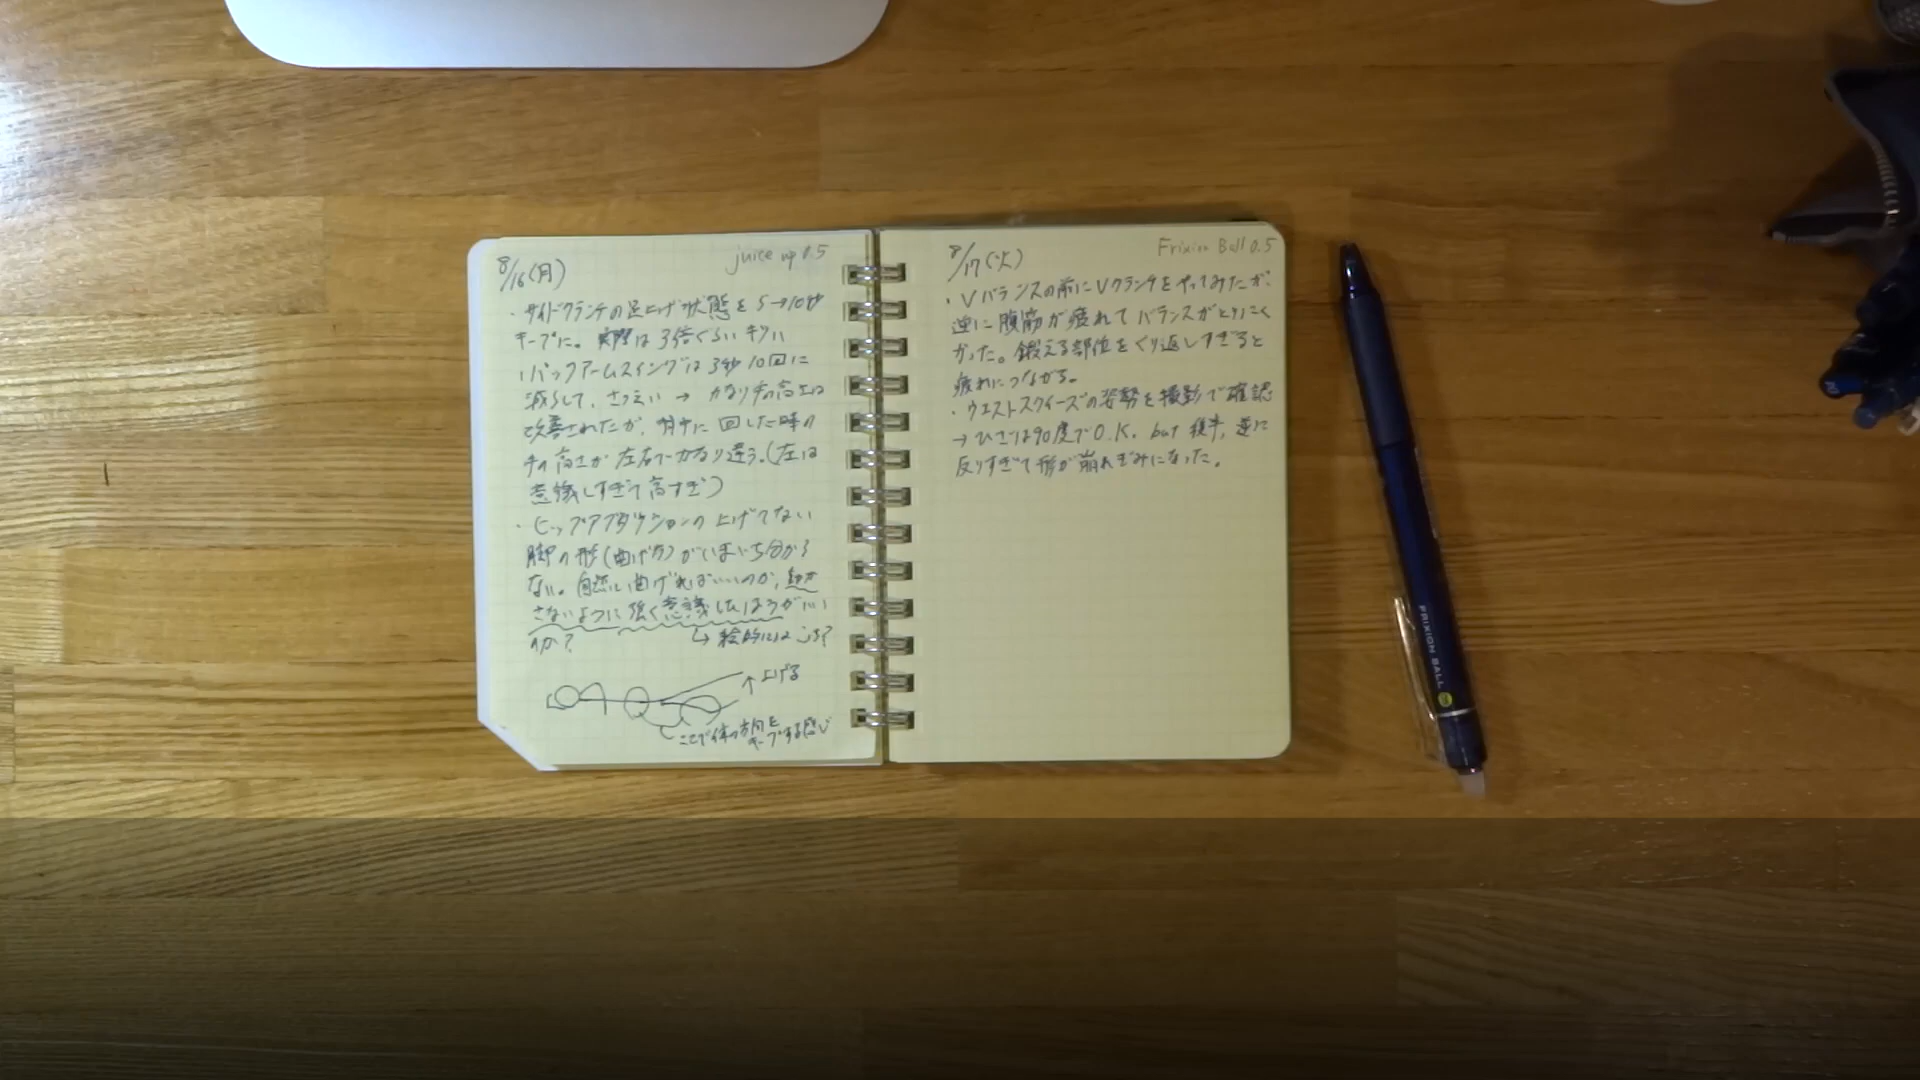 8/16(月)
juice up 0.5
・サイドクランチの足上げ状態を5→10秒
キープに。実際は3倍ぐらいキツい
・バックアームスイングは3秒10回に
減らして、さつえい → かなり手の高さは
改善されたが、背中に回した時の
手の高さが左右でかなり違う。(左は
意識しすぎて高すぎ)
・ヒップアブダクションの上げてない
脚の形(曲げ方)がいまいち分から
ない。自然に曲げればいいのか、動か
さないように強く意識したほうがいい
のか?
→絵的にはこう?
↑上げる
ここで体の方向を
キープする感じ
8/17(火)
Frixion Ball 0.5
・Vバランスの前にVクランチをやってみたが、
逆に腹筋が疲れてバランスがとりにく
かった。鍛える部位をくり返しすぎると
疲れにつながる。
・ウエストスクイーズの姿勢を撮影で確認
→ ひざは90度でO.K. but 後半、逆に
反りすぎて形が崩れぎみになった。
FRIXION BALL